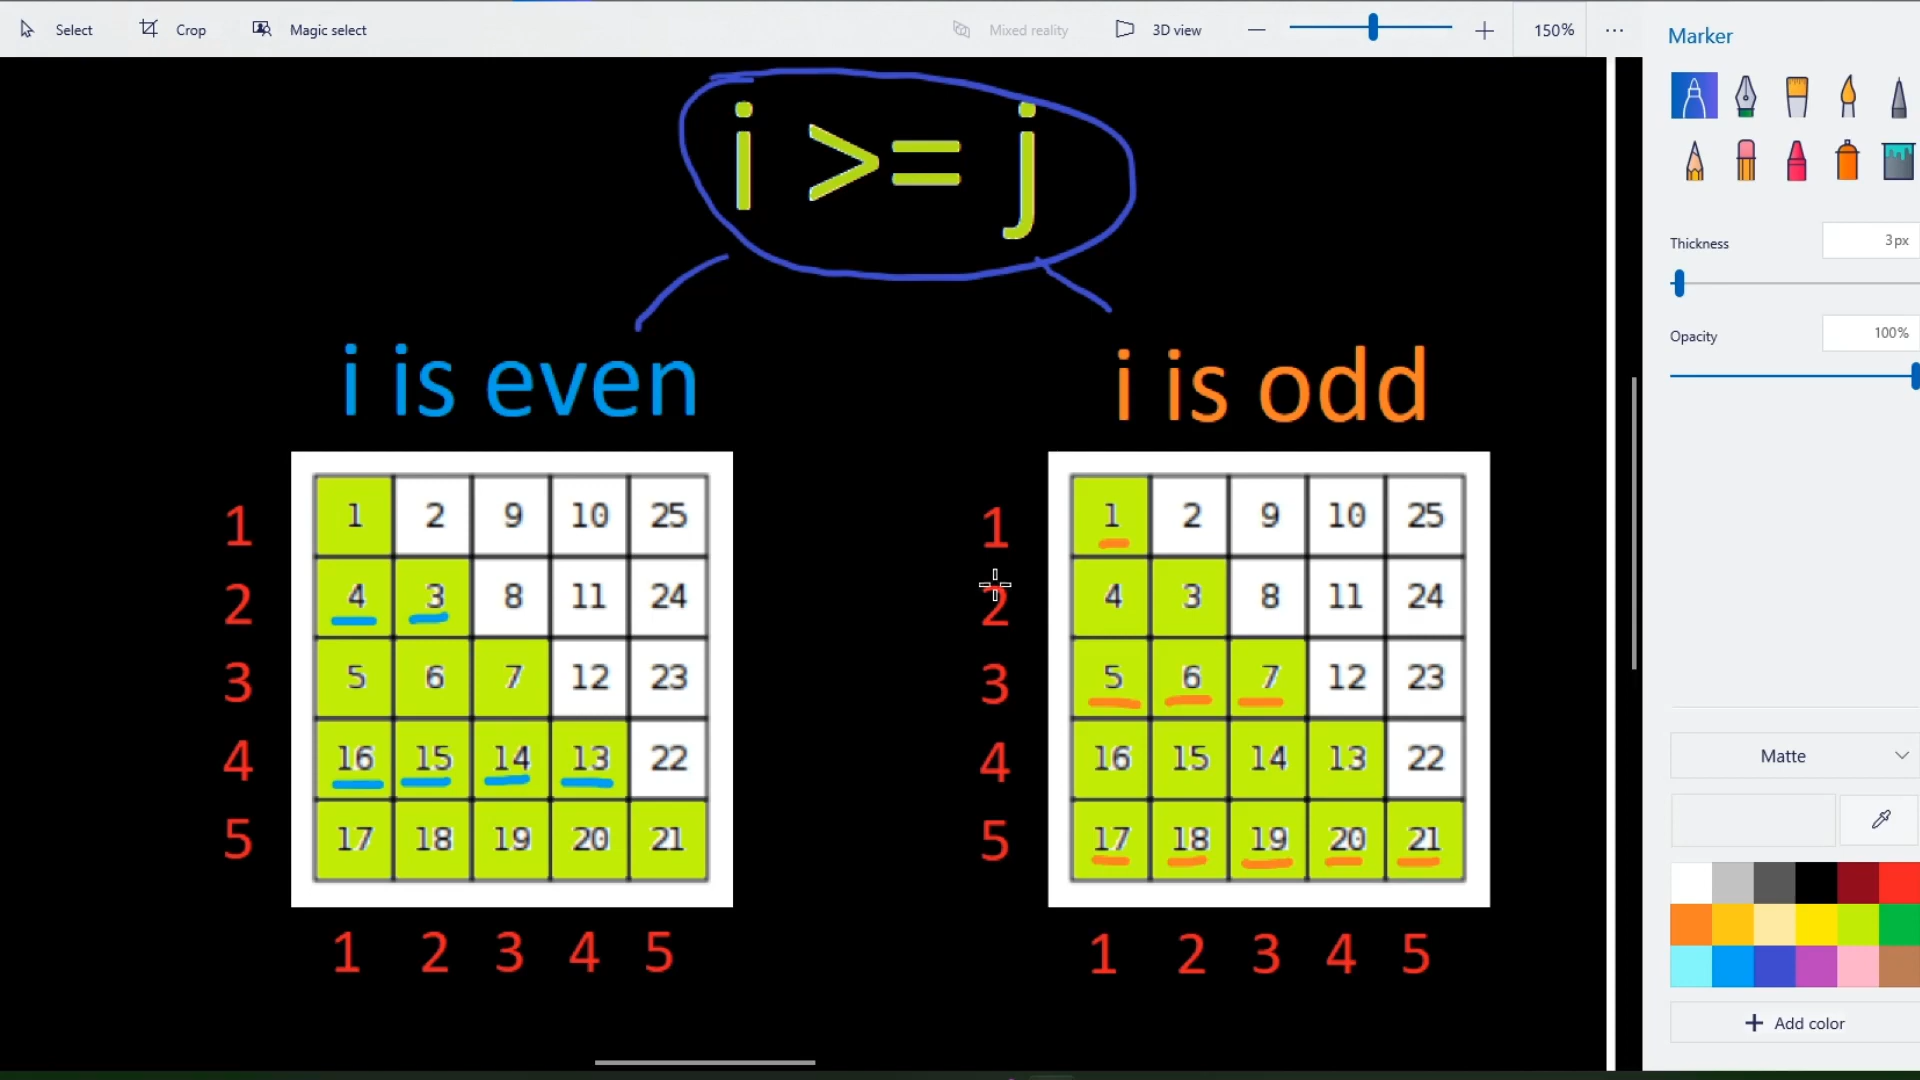 Select Crop Magic select Mixed reality 3D view 150% ...
Marker
Thickness 3px
Opacity 100%
Matte
Add color
i >= j
i is even
1 1 2 9 10 25
2 4 3 8 11 24
3 5 6 7 12 23
4 16 15 14 13 22
5 17 18 19 20 21
1 2 3 4 5
i is odd
1 1 2 9 10 25
2 4 3 8 11 24
3 5 6 7 12 23
4 16 15 14 13 22
5 17 18 19 20 21
1 2 3 4 5